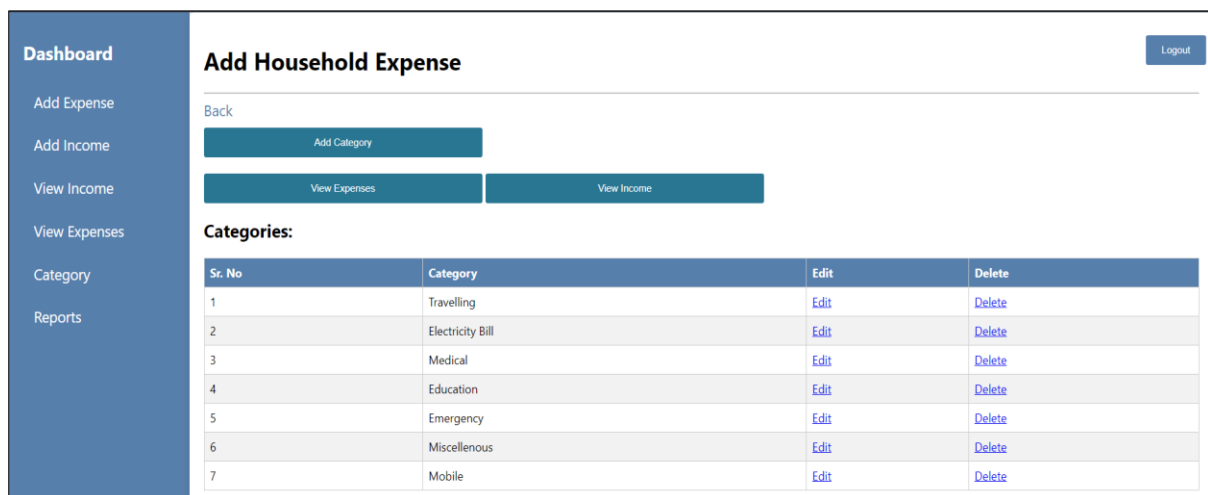 Dashboard
Add Expense
Add Income
View Income
View Expenses
Category
Reports
Add Household Expense
Logout
Back
Add Category
View Expenses View Income
Categories:
Sr. No Category Edit Delete
1 Travelling Edit Delete
2 Electricity Bill Edit Delete
3 Medical Edit Delete
4 Education Edit Delete
5 Emergency Edit Delete
6 Miscellenous Edit Delete
7 Mobile Edit Delete